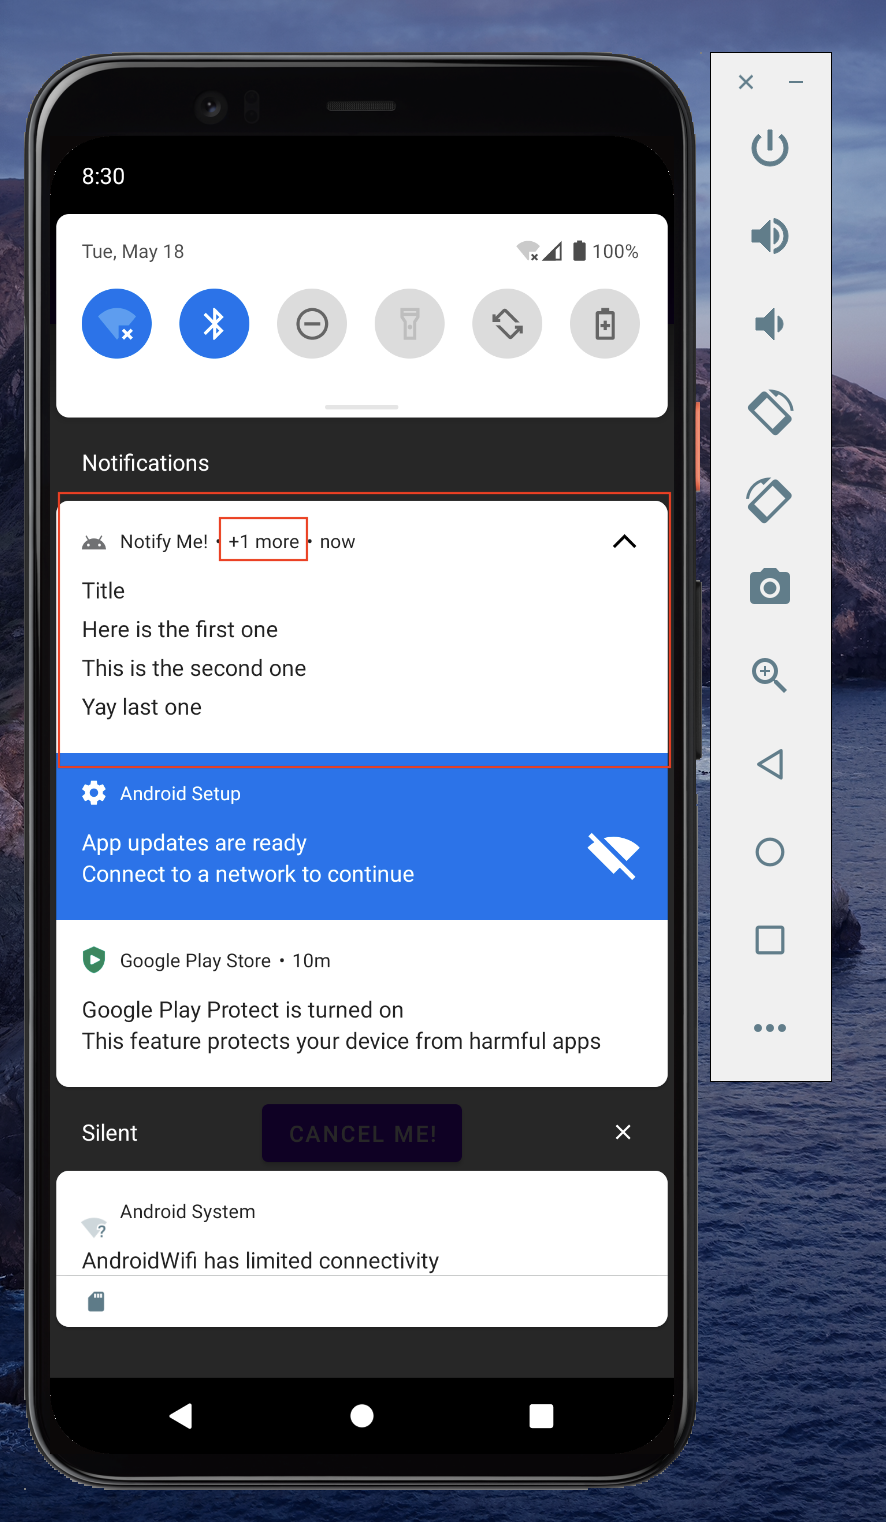 8:30
Tue, May 18 100%
Notifications
Notify Me! • +1 more • now
Title
Here is the first one
This is the second one
Yay last one
Android Setup
App updates are ready
Connect to a network to continue
Google Play Store • 10m
Google Play Protect is turned on
This feature protects your device from harmful apps
Silent
CANCEL ME!
Android System
AndroidWifi has limited connectivity